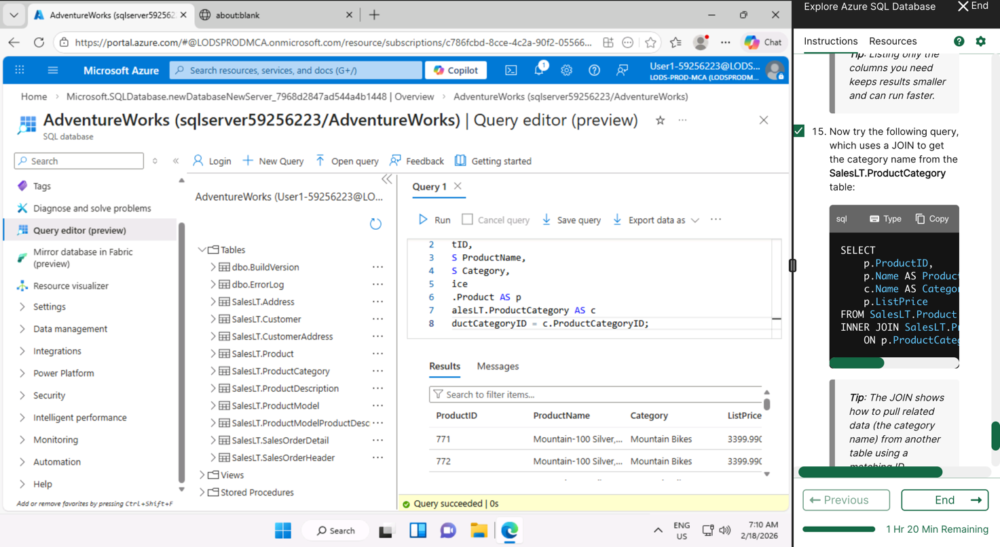 AdventureWorks (sqlserver592562
about:blank
https://portal.azure.com/#@LODSPRODMCA.onmicrosoft.com/resource/subscriptions/c786fcbd-8cce-4c2a-90f2-05566...
Chat
Microsoft Azure
Search resources, services, and docs (G+/)
Copilot
1
User1-59256223@LODS...
LODS-PROD-MCA (LODSPRODM...
Home > Microsoft.SQLDatabase.newDatabaseNewServer_7968d2847ad544a4b1448 | Overview > AdventureWorks (sqlserver59256223/AdventureWorks)
AdventureWorks (sqlserver59256223/AdventureWorks) | Query editor (preview)
SQL database
Search
Tags
Diagnose and solve problems
Query editor (preview)
Mirror database in Fabric
(preview)
Resource visualizer
Settings
Data management
Integrations
Power Platform
Security
Intelligent performance
Monitoring
Automation
Help
Add or remove favorites by pressing Ctrl+Shift+F
Login
New Query
Open query
Feedback
Getting started
AdventureWorks (User1-59256223@LO...
Tables
dbo.BuildVersion
dbo.ErrorLog
SalesLT.Address
SalesLT.Customer
SalesLT.CustomerAddress
SalesLT.Product
SalesLT.ProductCategory
SalesLT.ProductDescription
SalesLT.ProductModel
SalesLT.ProductModelProductDesc
SalesLT.SalesOrderDetail
SalesLT.SalesOrderHeader
Views
Stored Procedures
Query 1
Run
Cancel query
Save query
Export data as
2 tID,
3 S ProductName,
4 S Category,
5 ice
6 .Product AS p
7 alesLT.ProductCategory AS c
8 ductCategoryID = c.ProductCategoryID;
Results
Messages
Search to filter items...
ProductID ProductName Category ListPrice
771 Mountain-100 Silver,... Mountain Bikes 3399.990
772 Mountain-100 Silver,... Mountain Bikes 3399.990
Query succeeded | 0s
Search
ENG
US
7:10 AM
2/18/2026
Explore Azure SQL Database
End
Instructions
Resources
Tip: Listing only the
columns you need
keeps results smaller
and can run faster.
15. Now try the following query,
which uses a JOIN to get
the category name from the
SalesLT.ProductCategory
table:
sql
Type
Copy
SELECT
p.ProductID,
p.Name AS Product
c.Name AS Categor
p.ListPrice
FROM SalesLT.Product
INNER JOIN SalesLT.Pr
ON p.ProductCateg
Tip: The JOIN shows
how to pull related
data (the category
name) from another
table using a
matching ID.
Previous
End
1 Hr 20 Min Remaining